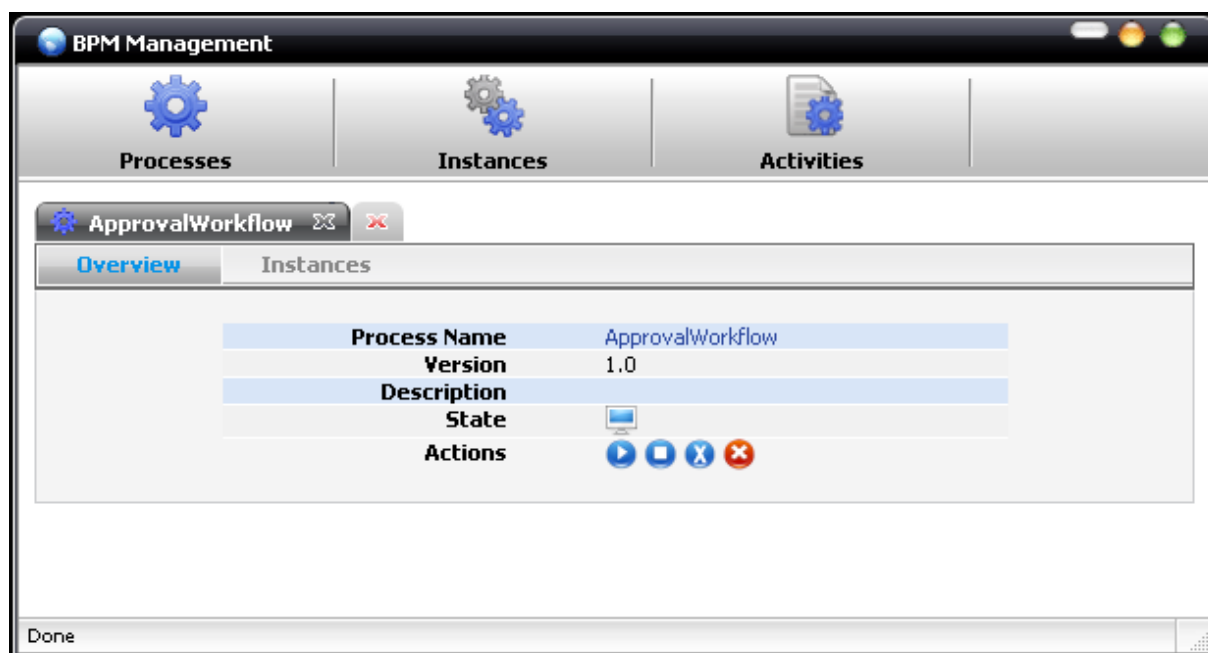 BPM Management
Processes Instances Activities
ApprovalWorkflow
Overview Instances
Process Name ApprovalWorkflow
Version 1.0
Description
State
Actions
Done